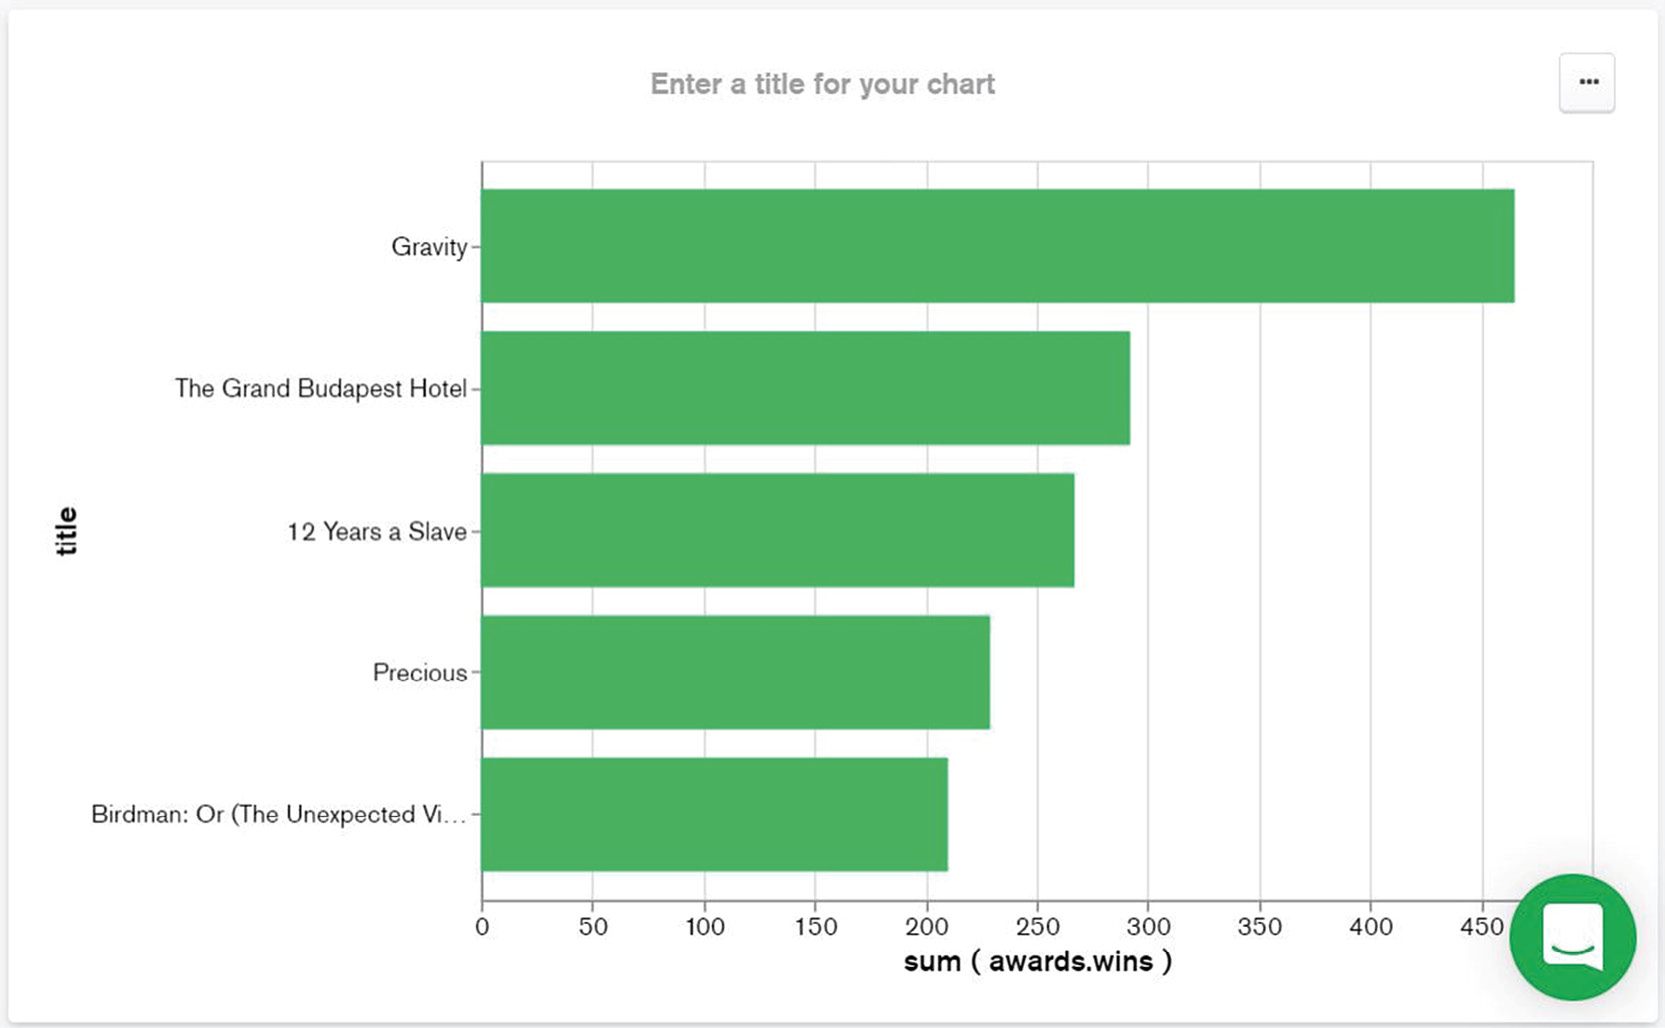 Enter a title for your chart
...
title
Gravity
The Grand Budapest Hotel
12 Years a Slave
Precious
Birdman: Or (The Unexpected Vi...
0 50 100 150 200 250 300 350 400 450
sum ( awards.wins )